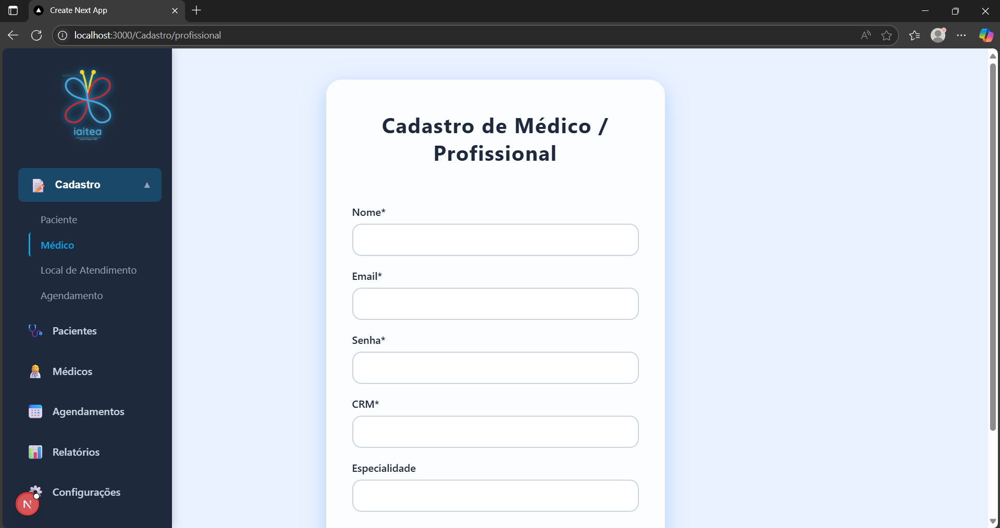 Create Next App
localhost:3000/Cadastro/profissional
iaitea
Cadastro
Paciente
Médico
Local de Atendimento
Agendamento
Pacientes
Médicos
Agendamentos
Relatórios
Configurações
N
Cadastro de Médico /
Profissional
Nome*
Email*
Senha*
CRM*
Especialidade